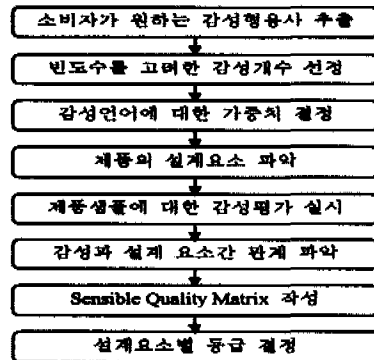 소비자가 원하는 감성형용사 추출
빈도수를 고려한 감성개수 선정
감성언어에 대한 가중치 결정
제품의 설계요소 파악
제품샘플에 대한 감성평가 실시
감성과 설계 요소간 관계 파악
Sensible Quality Matrix 작성
설계요소별 등급 결정